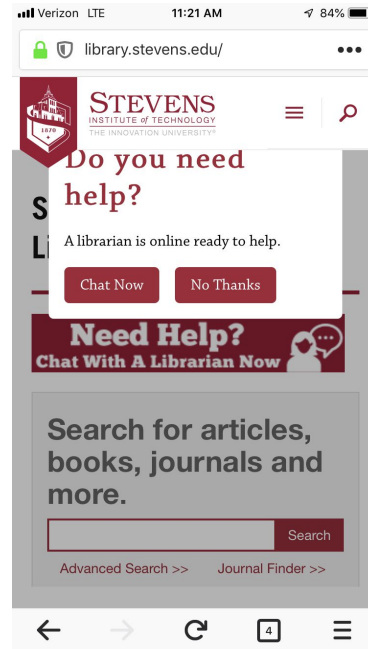 Verizon LTE 11:21 AM 84%
library.stevens.edu/
STEVENS
INSTITUTE of TECHNOLOGY
THE INNOVATION UNIVERSITY®
1870
Do you need
help?
A librarian is online ready to help.
Chat Now No Thanks
S
Li
Need Help?
Chat With A Librarian Now
Search for articles,
books, journals and
more.
Search
Advanced Search >> Journal Finder >>
4